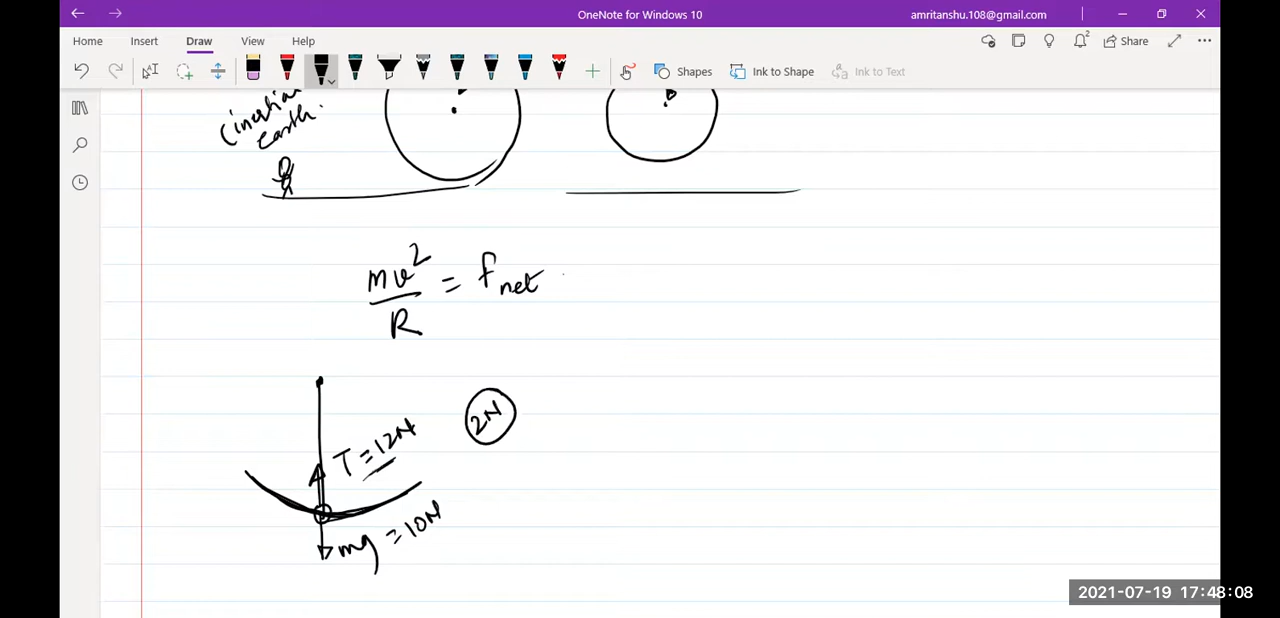 OneNote for Windows 10
amritanshu.108@gmail.com
Home Insert Draw View Help
2
Share
Shapes
Ink to Shape
Ink to Text
(inertial
earth.
mv²
= fnet
R
T = 12N
2N
mg = 10N
2021-07-19 17:48:08